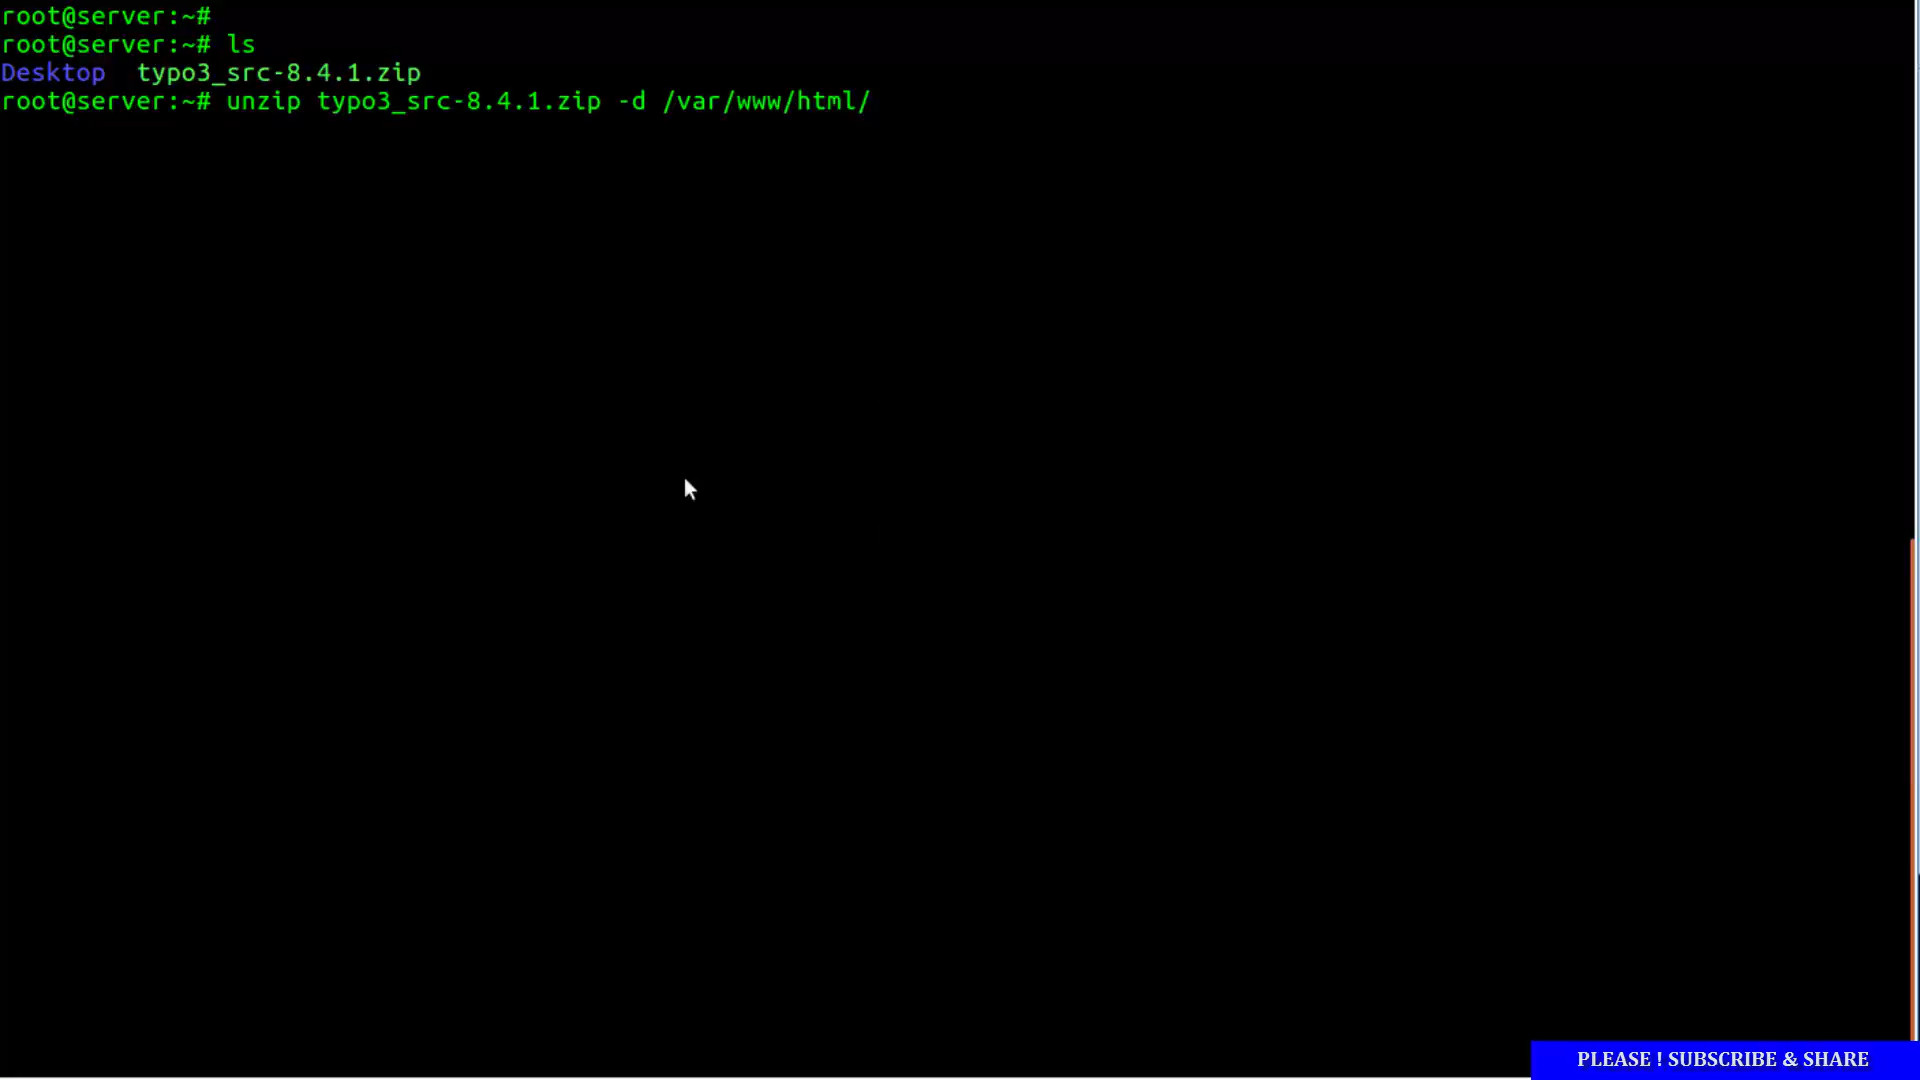 root@server:~#
root@server:~# ls
Desktop  typo3_src-8.4.1.zip
root@server:~# unzip typo3_src-8.4.1.zip -d /var/www/html/
PLEASE ! SUBSCRIBE & SHARE